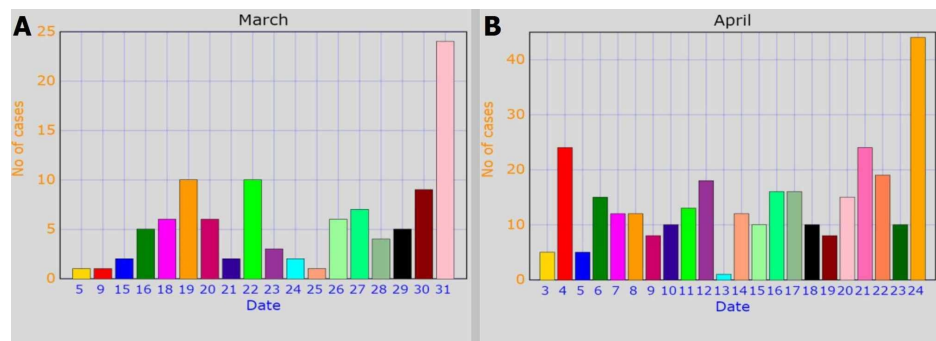 A
March
No of cases
25
20
15
10
5
0
5 9 15 16 18 19 20 21 22 23 24 25 26 27 28 29 30 31
Date
B
April
No of cases
40
30
20
10
0
3 4 5 6 7 8 9 10 11 12 13 14 15 16 17 18 19 20 21 22 23 24
Date